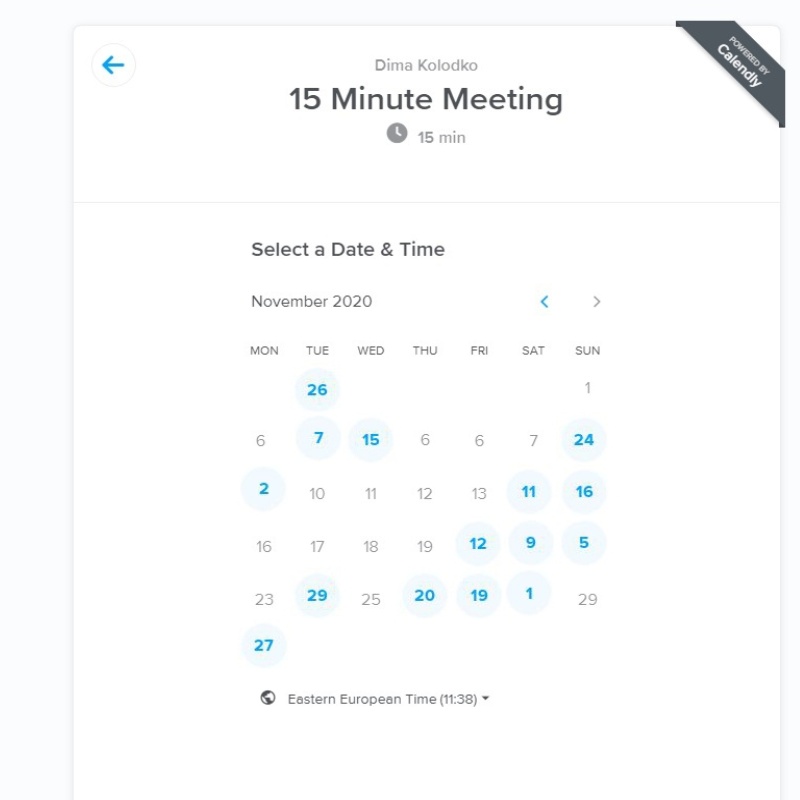 POWERED BY
Calendly
Dima Kolodko
15 Minute Meeting
15 min
Select a Date & Time
November 2020
MON TUE WED THU FRI SAT SUN
26 1
6 7 15 6 6 7 24
2 10 11 12 13 11 16
16 17 18 19 12 9 5
23 29 25 20 19 1 29
27
Eastern European Time (11:38)